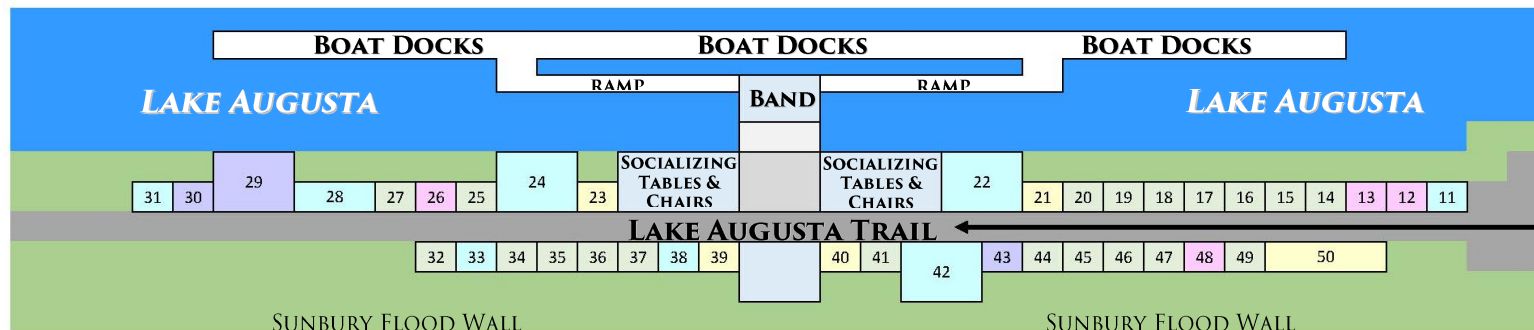 BOAT DOCKS BOAT DOCKS BOAT DOCKS
RAMP RAMP
LAKE AUGUSTA BAND LAKE AUGUSTA
SOCIALIZING
TABLES &
CHAIRS
SOCIALIZING
TABLES &
CHAIRS
31 30 29 28 27 26 25 24 23 22 21 20 19 18 17 16 15 14 13 12 11
LAKE AUGUSTA TRAIL
32 33 34 35 36 37 38 39 40 41 42 43 44 45 46 47 48 49 50
SUNBURY FLOOD WALL SUNBURY FLOOD WALL